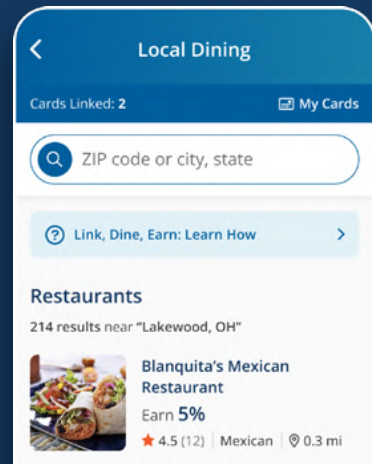 Local Dining
Cards Linked: 2 My Cards
ZIP code or city, state
Link, Dine, Earn: Learn How
Restaurants
214 results near “Lakewood, OH”
Blanquita’s Mexican
Restaurant
Earn 5%
4.5 (12) | Mexican | 0.3 mi